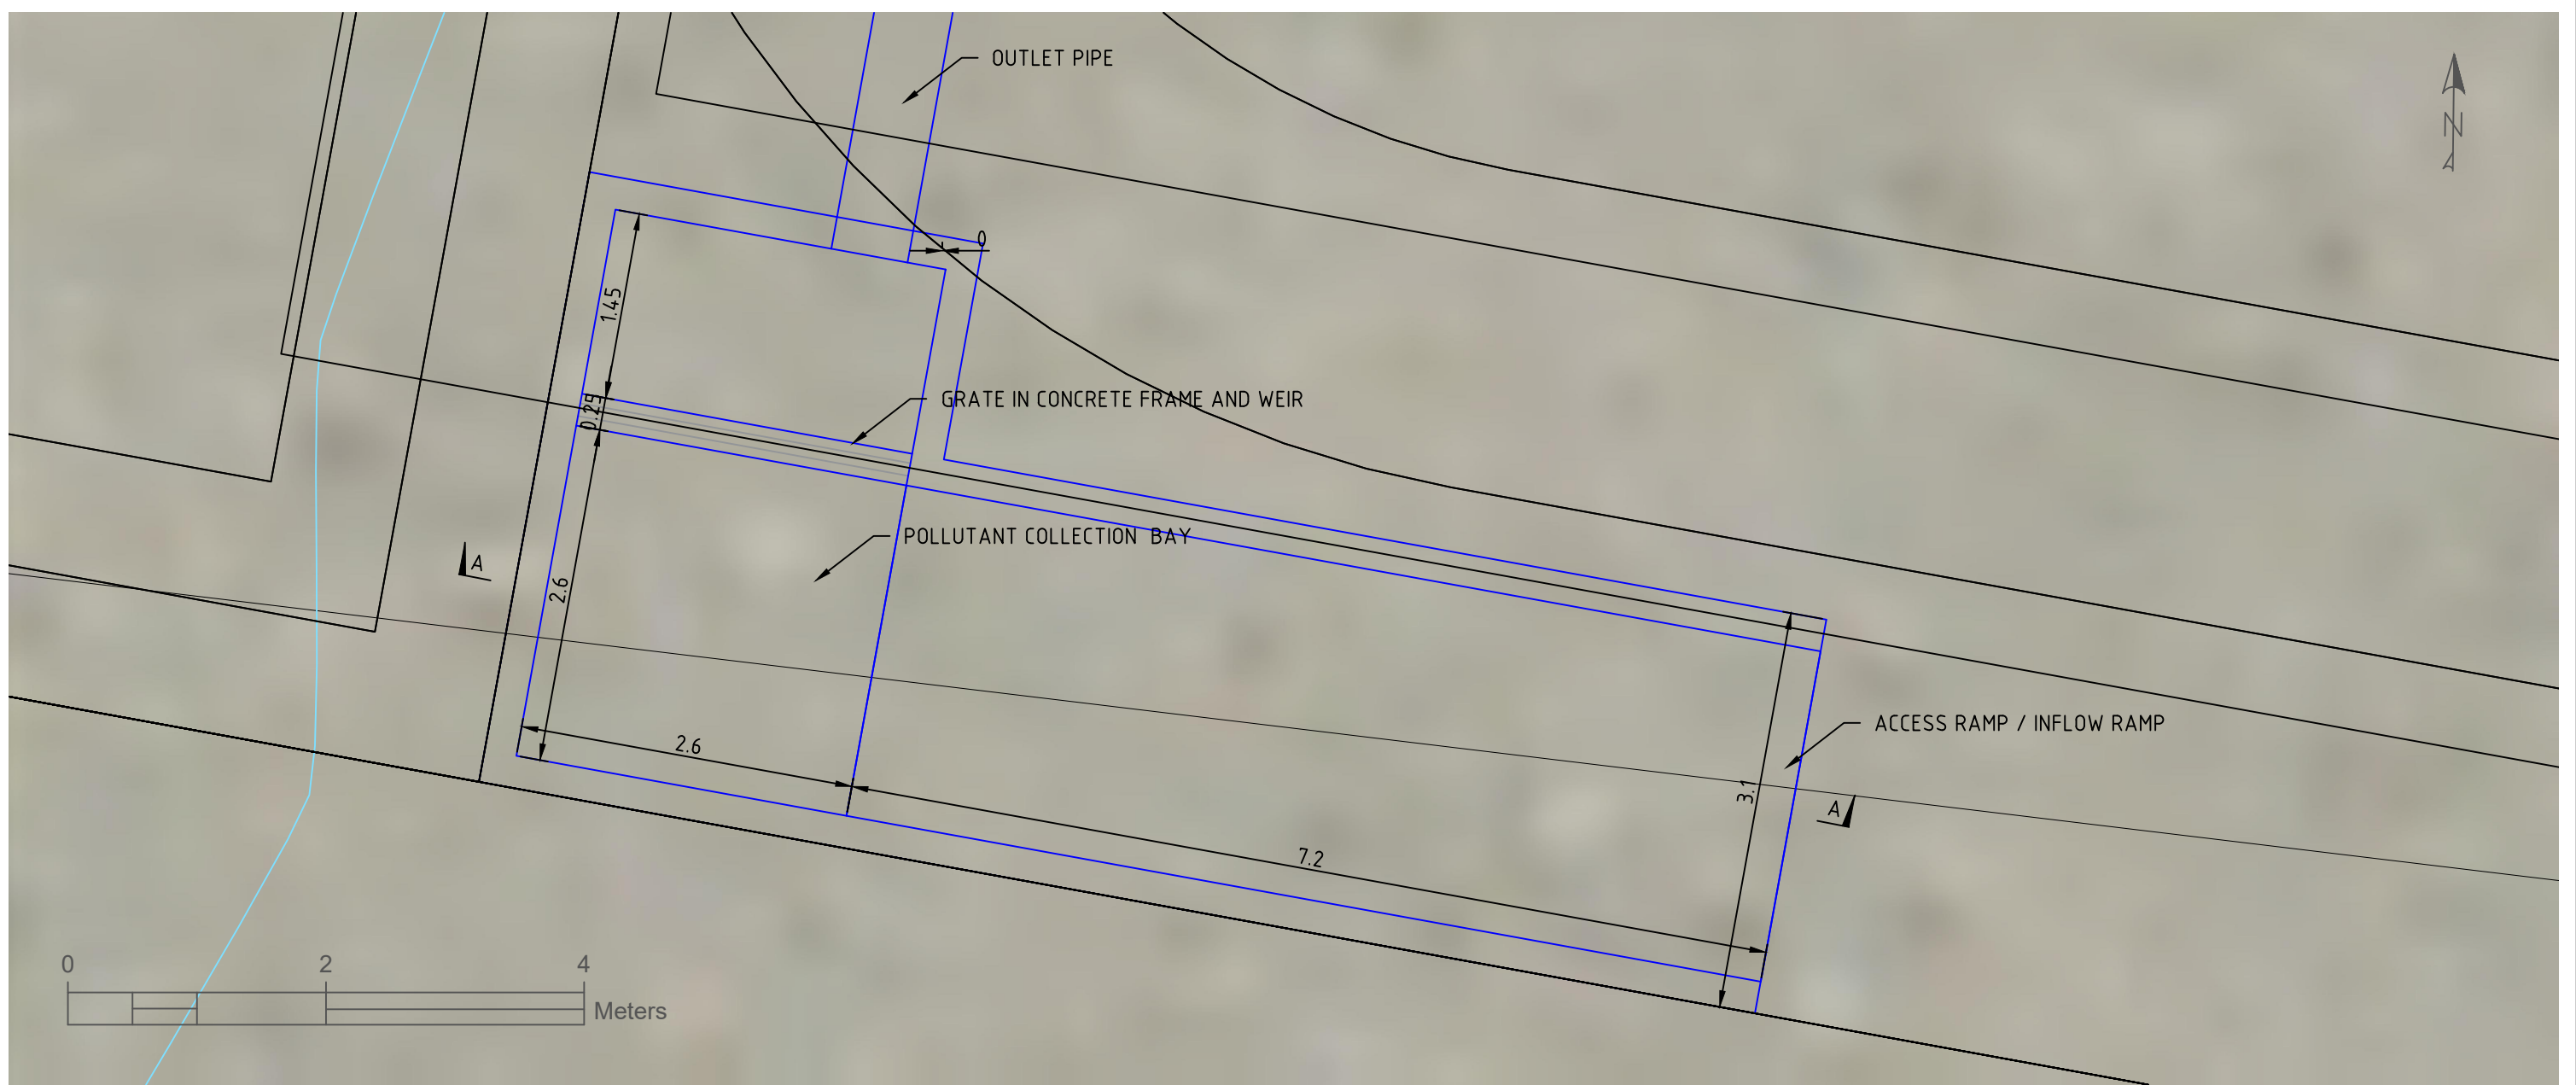 OUTLET PIPE
N
0
1.45
0.25
GRATE IN CONCRETE FRAME AND WEIR
POLLUTANT COLLECTION BAY
A
2.6
ACCESS RAMP / INFLOW RAMP
2.6
3.1
A
7.2
0 2 4
Meters